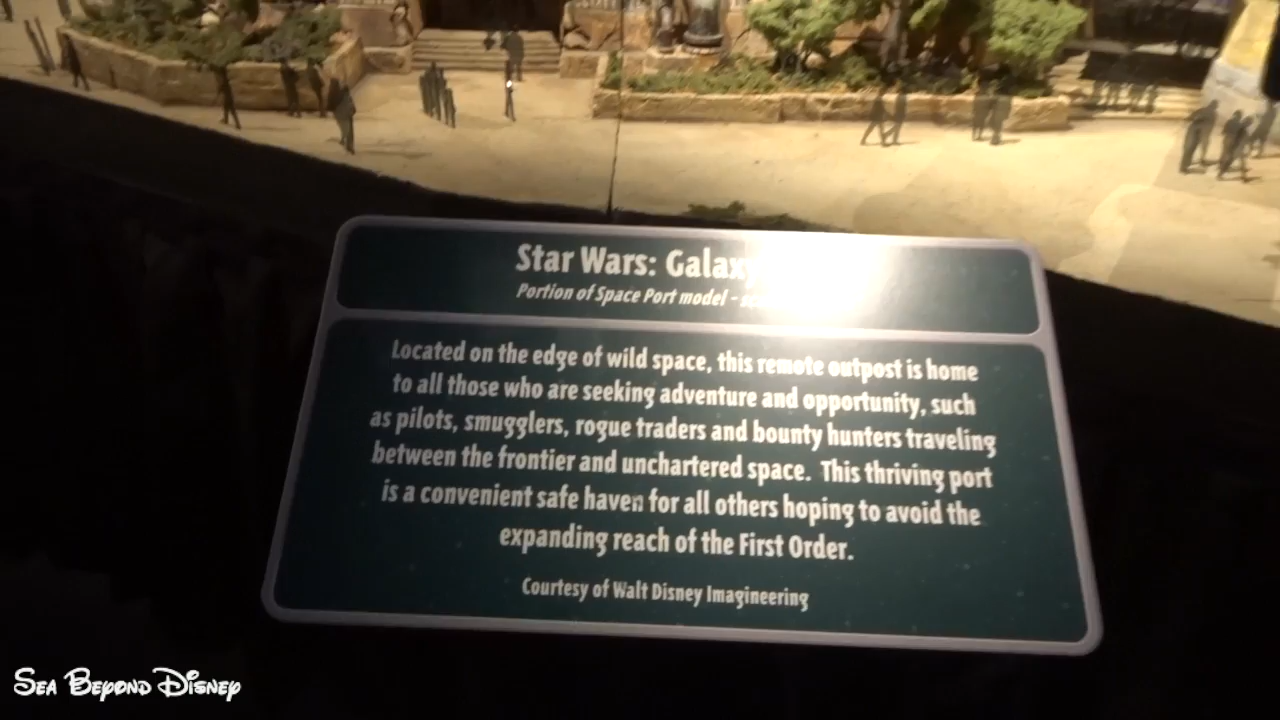 Star Wars: Galaxy
Portion of Space Port model -
Located on the edge of wild space, this remote outpost is home
to all those who are seeking adventure and opportunity, such
as pilots, smugglers, rogue traders and bounty hunters traveling
between the frontier and unchartered space. This thriving port
is a convenient safe haven for all others hoping to avoid the
expanding reach of the First Order.
Courtesy of Walt Disney Imagineering
Sea Beyond Disney